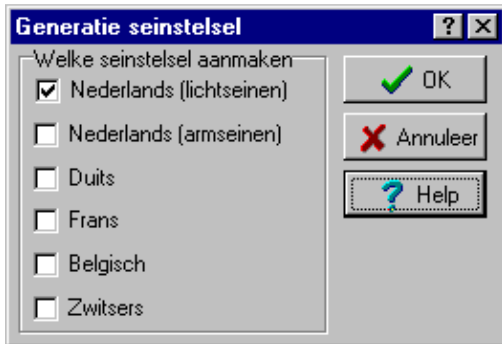 Generatie seinstelsel
Welke seinstelsel aanmaken
Nederlands (lichtseinen)
Nederlands (armseinen)
Duits
Frans
Belgisch
Zwitsers
OK
Annuleer
? Help